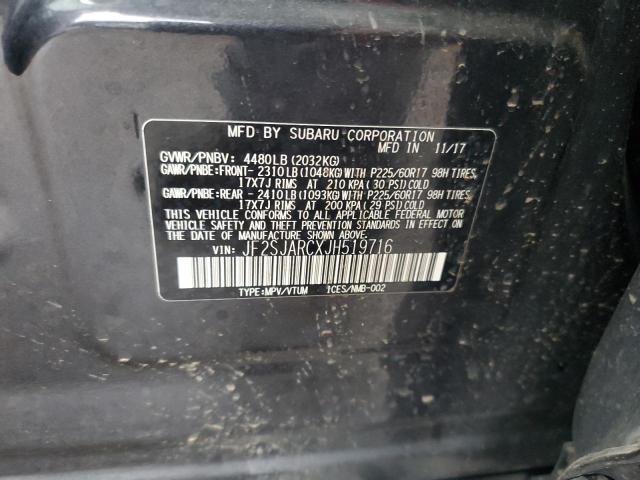 MFD BY SUBARU CORPORATION
MFD IN 11/17
GVWR/PNBV: 4480LB(2032KG)
GAWR/PNBE:FRONT- 2310LB(1048KG)WITH P225/60R17 98H TIRES,
17X7J RIMS AT 210 KPA(30 PSI)COLD
GAWR/PNBE:REAR - 2410LB(1093KG)WITH P225/60R17 98H TIRES,
17X7J RIMS AT 200 KPA(29 PSI)COLD
THIS VEHICLE CONFORMS TO ALL APPLICABLE FEDERAL MOTOR
VEHICLE SAFETY AND THEFT PREVENTION STANDARDS IN EFFECT ON
THE DATE OF MANUFACTURE SHOWN ABOVE.
VIN: JF2SJARCXJH519716
TYPE:MPV/VTUM 1CES/NMB-002